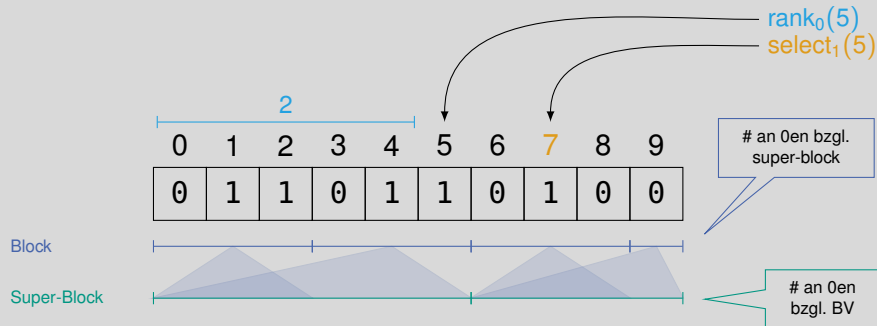 rank₀(5)
select₁(5)
2
0 1 2 3 4 5 6 7 8 9
0 1 1 0 1 1 0 1 0 0
# an 0en bzgl.
super-block
Block
Super-Block
# an 0en
bzgl. BV